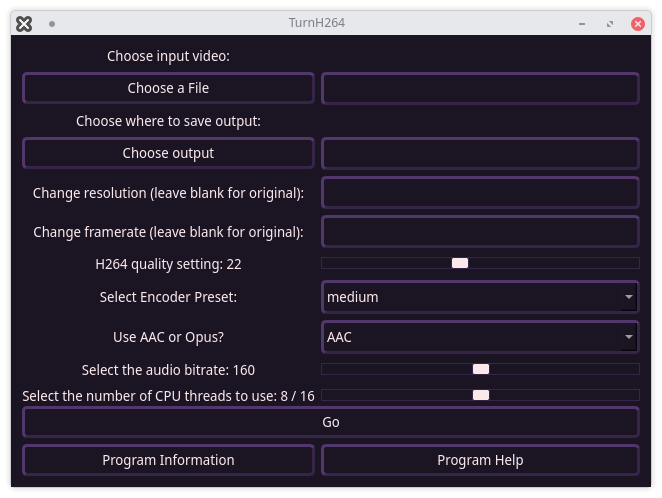 TurnH264
Choose input video:
Choose a File
Choose where to save output:
Choose output
Change resolution (leave blank for original):
Change framerate (leave blank for original):
H264 quality setting: 22
Select Encoder Preset:
medium
Use AAC or Opus?
AAC
Select the audio bitrate: 160
Select the number of CPU threads to use: 8 / 16
Go
Program Information
Program Help